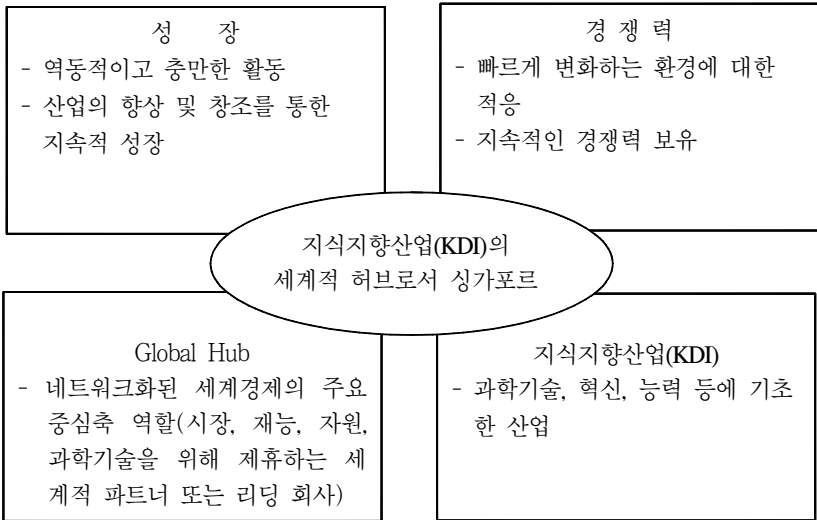 성 장
- 역동적이고 충만한 활동
- 산업의 향상 및 창조를 통한
지속적 성장
경 쟁 력
- 빠르게 변화하는 환경에 대한
적응
- 지속적인 경쟁력 보유
지식지향산업(KDI)의
세계적 허브로서 싱가포르
Global Hub
- 네트워크화된 세계경제의 주요
중심축 역할(시장, 재능, 자원,
과학기술을 위해 제휴하는 세
계적 파트너 또는 리딩 회사)
지식지향산업(KDI)
- 과학기술, 혁신, 능력 등에 기초
한 산업